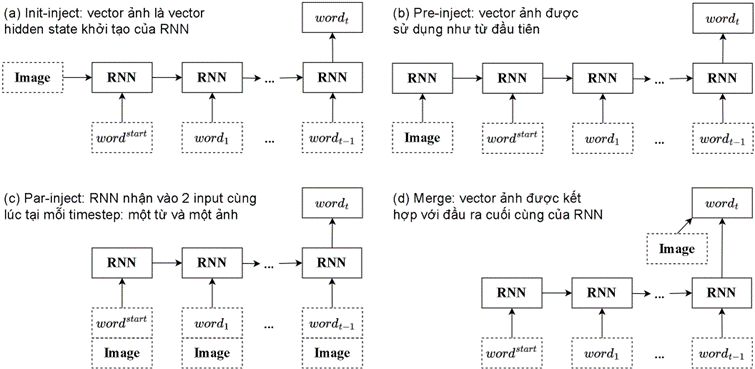 (a) Init-inject: vector ảnh là vector
hidden state khởi tạo của RNN
word_t
Image
RNN
RNN
...
RNN
word^start
word_1
...
word_{t-1}
(b) Pre-inject: vector ảnh được
sử dụng như từ đầu tiên
word_t
RNN
RNN
RNN
...
RNN
Image
word^start
word_1
...
word_{t-1}
(c) Par-inject: RNN nhận vào 2 input cùng
lúc tại mỗi timestep: một từ và một ảnh
word_t
RNN
RNN
...
RNN
word^start
word_1
...
word_{t-1}
Image
Image
Image
(d) Merge: vector ảnh được kết
hợp với đầu ra cuối cùng của RNN
word_t
Image
RNN
RNN
...
RNN
word^start
word_1
...
word_{t-1}